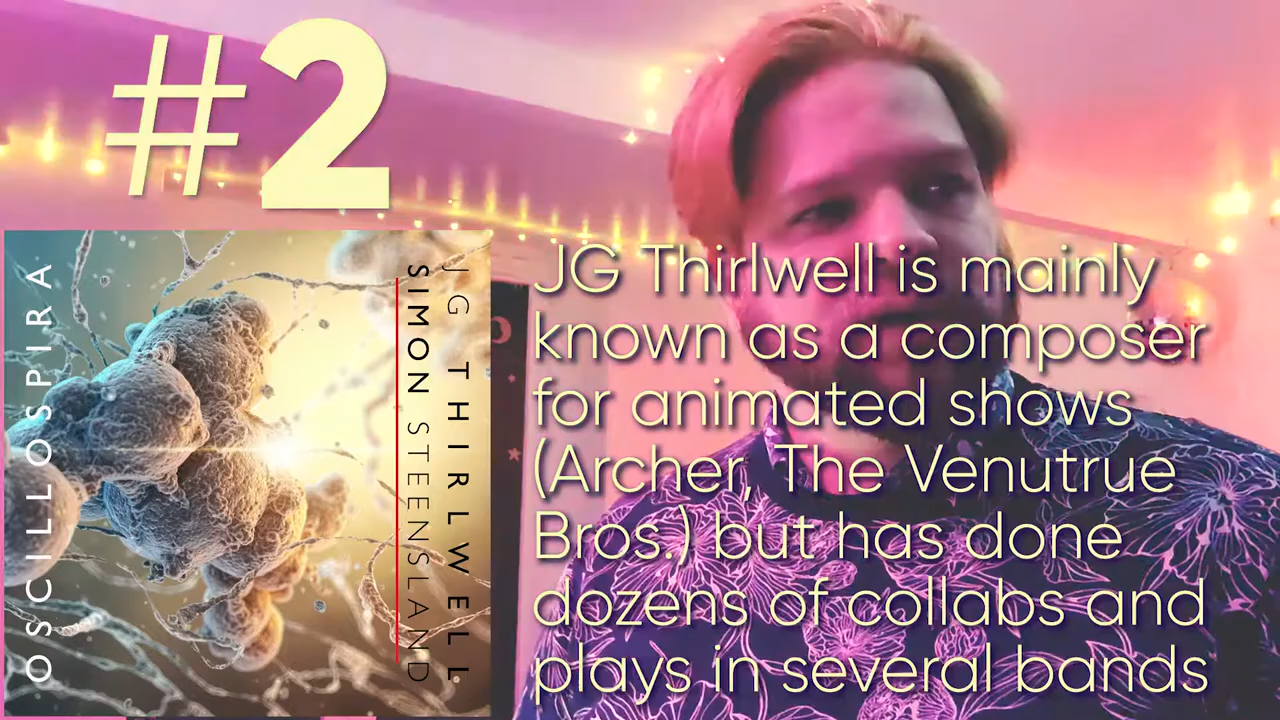 #2
OSCILLOSPIRA
JG THIRLWELL
SIMON STEENSLAND
JG Thirlwell is mainly
known as a composer
for animated shows
(Archer, The Venutrue
Bros.) but has done
dozens of collabs and
plays in several bands